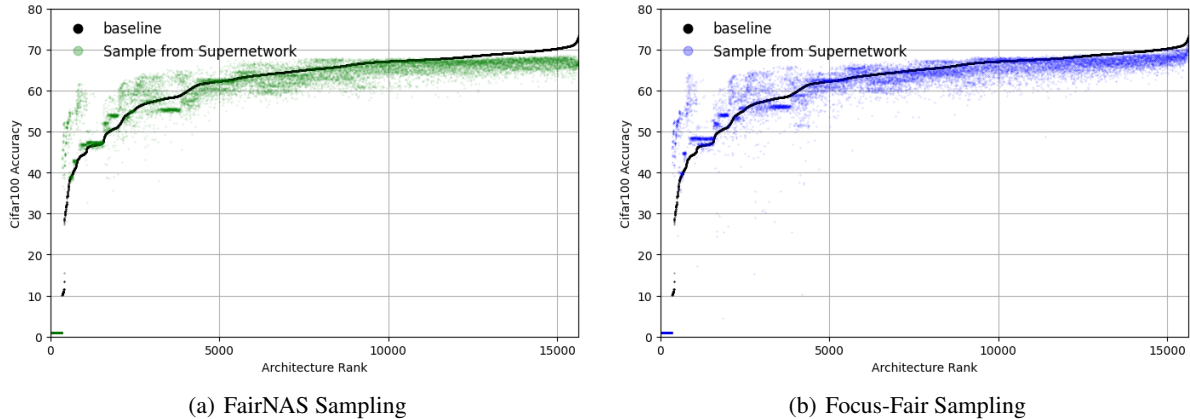 80
70
60
50
40
30
20
10
0
Cifar100 Accuracy
baseline
Sample from Supernetwork
0 5000 10000 15000
Architecture Rank
(a) FairNAS Sampling
80
70
60
50
40
30
20
10
0
Cifar100 Accuracy
baseline
Sample from Supernetwork
0 5000 10000 15000
Architecture Rank
(b) Focus-Fair Sampling